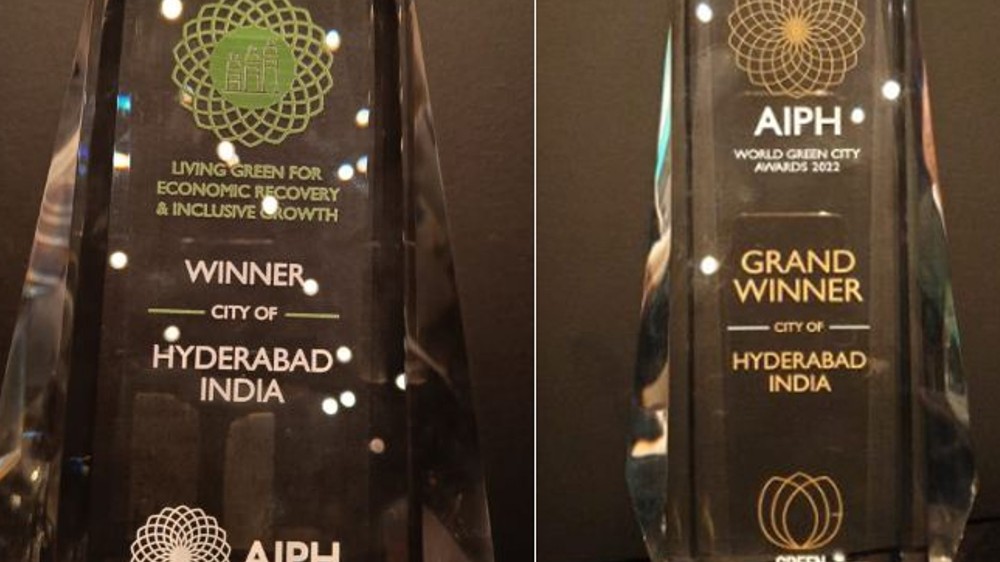 LIVING GREEN FOR
ECONOMIC RECOVERY
& INCLUSIVE GROWTH
WINNER
CITY OF
HYDERABAD
INDIA
AIPH
AIPH
WORLD GREEN CITY
AWARDS 2022
GRAND
WINNER
CITY OF
HYDERABAD
INDIA
GREEN